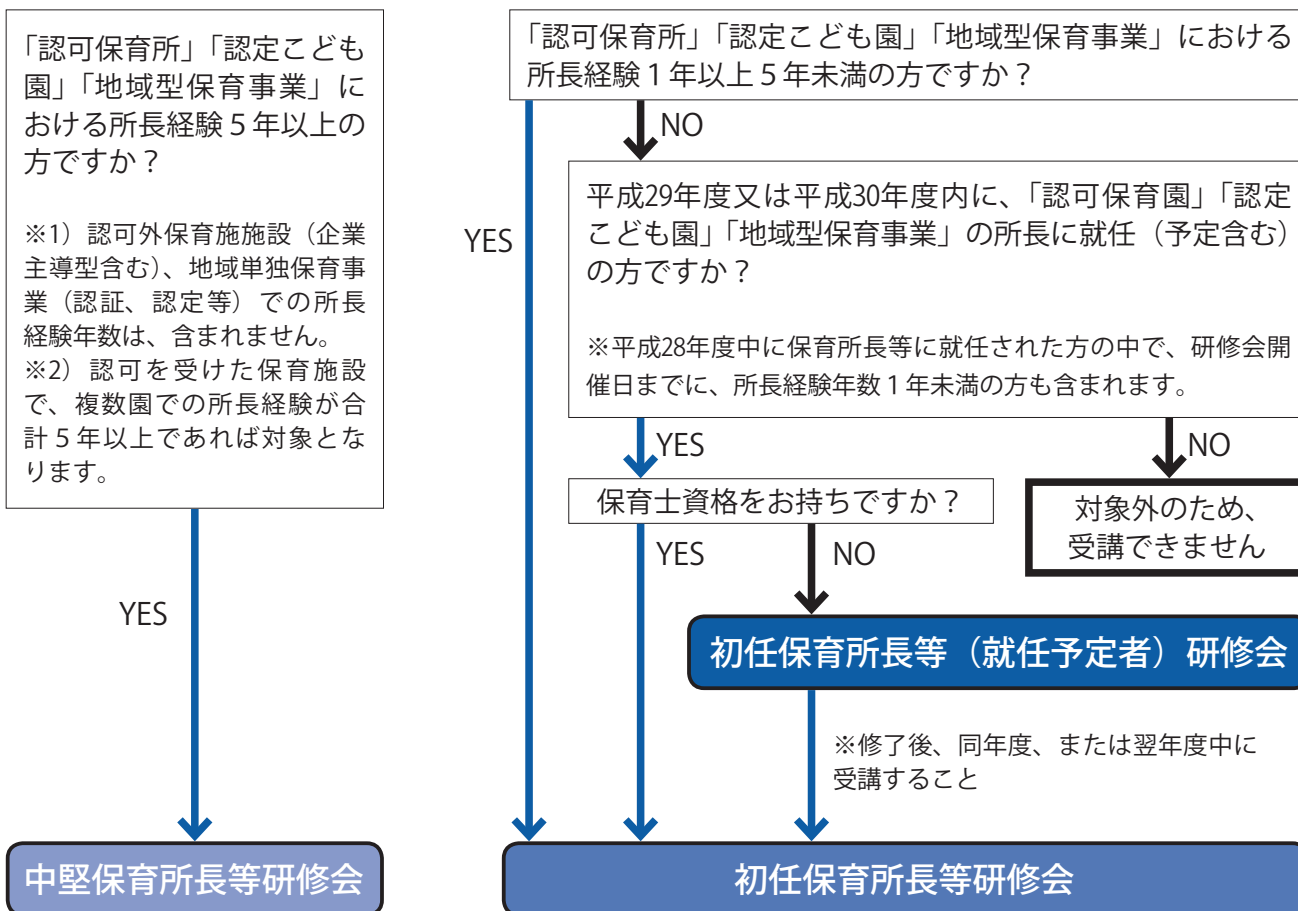 「認可保育所」「認定こども
園」「地域型保育事業」に
おける所長経験５年以上の
方ですか？
※1）認可外保育施施設（企業
主導型含む）、地域単独保育事
業（認証、認定等）での所長
経験年数は、含まれません。
※2）認可を受けた保育施設
で、複数園での所長経験が合
計５年以上であれば対象とな
ります。
YES
中堅保育所長等研修会
「認可保育所」「認定こども園」「地域型保育事業」における
所長経験１年以上５年未満の方ですか？
NO
YES
平成29年度又は平成30年度内に、「認可保育園」「認定
こども園」「地域型保育事業」の所長に就任（予定含む）
の方ですか？
※平成28年度中に保育所長等に就任された方の中で、研修会開
催日までに、所長経験年数１年未満の方も含まれます。
YES
NO
保育士資格をお持ちですか？
対象外のため、
受講できません
YES
NO
初任保育所長等（就任予定者）研修会
※修了後、同年度、または翌年度中に
受講すること
初任保育所長等研修会